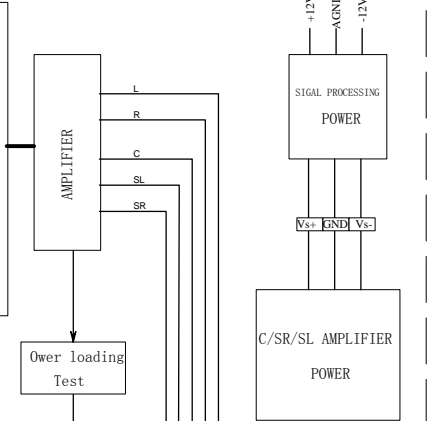 +12V
AGND
-12V
SIGAL PROCESSING
POWER
AMPLIFIER
L
R
C
SL
SR
Vs+
GND
Vs-
Ower loading
Test
C/SR/SL AMPLIFIER
POWER